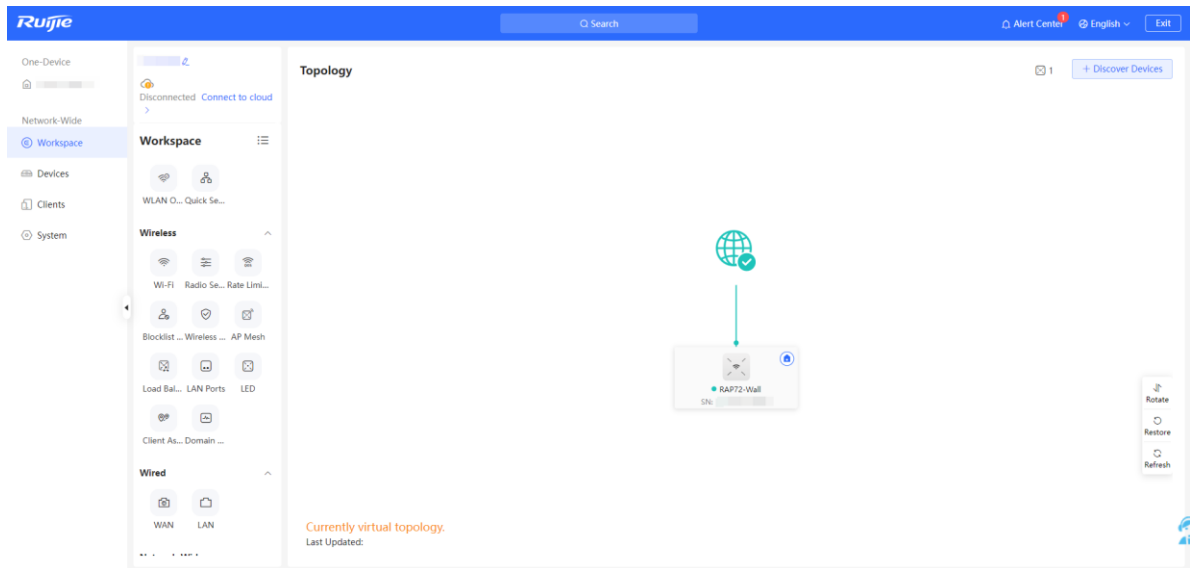 Ruijie
Search
Alert Center
1
English
Exit
One-Device
Network-Wide
Workspace
Devices
Clients
System
Disconnected Connect to cloud
>
Workspace
WLAN O... Quick Se...
Wireless
Wi-Fi Radio Se... Rate Limi...
Blocklist ... Wireless ... AP Mesh
Load Bal... LAN Ports LED
Client As... Domain ...
Wired
WAN LAN
Topology
1
+ Discover Devices
RAP72-Wall
SN:
Rotate
Restore
Refresh
Currently virtual topology.
Last Updated: